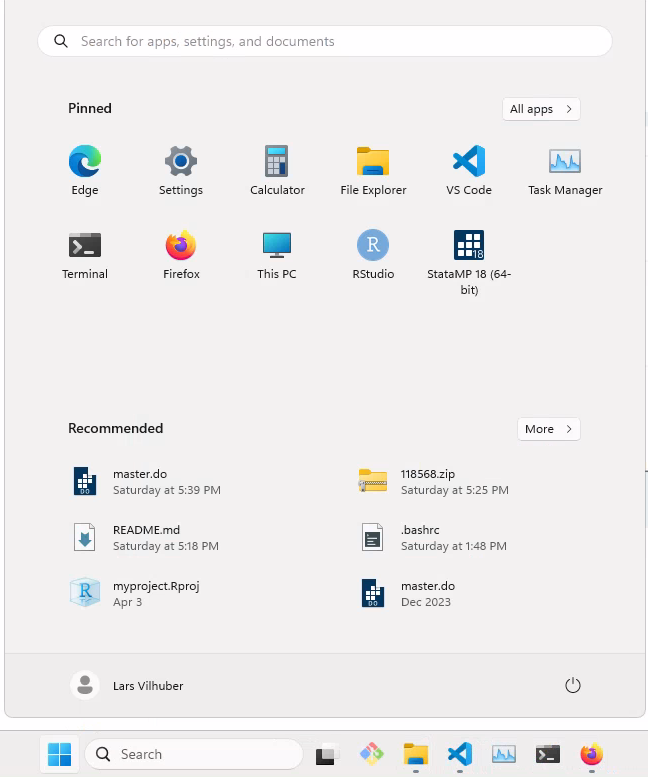 Search for apps, settings, and documents
Pinned
All apps
Edge
Settings
Calculator
File Explorer
VS Code
Task Manager
Terminal
Firefox
This PC
RStudio
StataMP 18 (64-
bit)
R
18
Recommended
More
master.do
Saturday at 5:39 PM
118568.zip
Saturday at 5:25 PM
README.md
Saturday at 5:18 PM
.bashrc
Saturday at 1:48 PM
myproject.Rproj
Apr 3
master.do
Dec 2023
DO
R
DO
Lars Vilhuber
Search